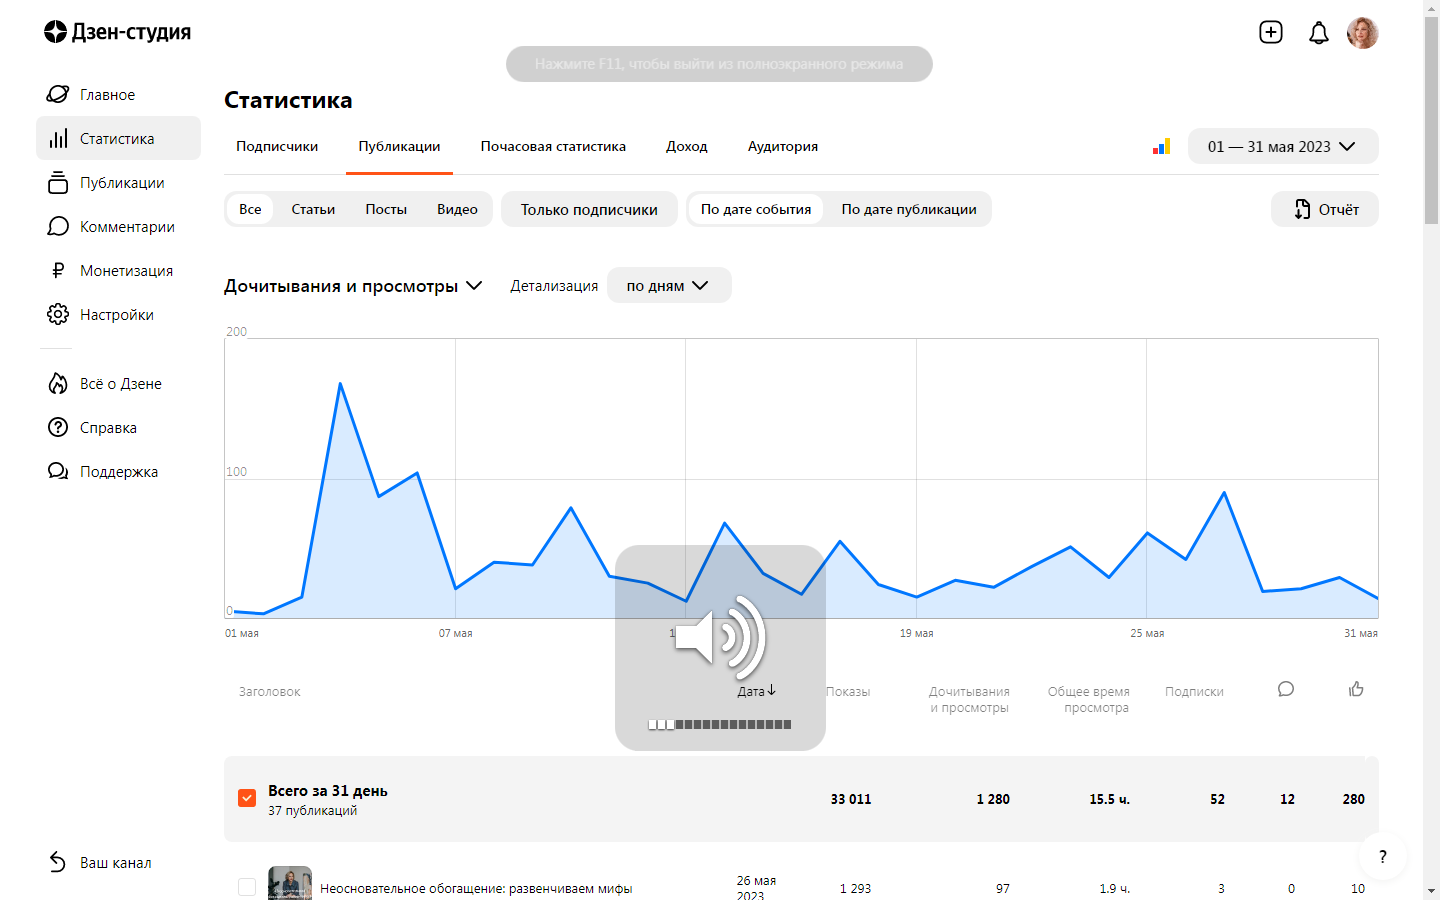 Дзен-студия
Нажмите F11, чтобы выйти из полноэкранного режима
Главное
Статистика
Публикации
Комментарии
Монетизация
Настройки
Всё о Дзене
Справка
Поддержка
Ваш канал
Статистика
Подписчики Публикации Почасовая статистика Доход Аудитория
01 — 31 мая 2023
Все Статьи Посты Видео Только подписчики По дате события По дате публикации
Отчёт
Дочитывания и просмотры Детализация по дням
200
100
0
01 мая 07 мая 1 19 мая 25 мая 31 мая
Заголовок Дата Показы Дочитывания и просмотры Общее время просмотра Подписки
Всего за 31 день
37 публикаций
33 011 1 280 15.5 ч. 52 12 280
?
Неосновательное обогащение: развенчиваем мифы
26 мая 2023
1 293 97 1.9 ч. 3 0 10